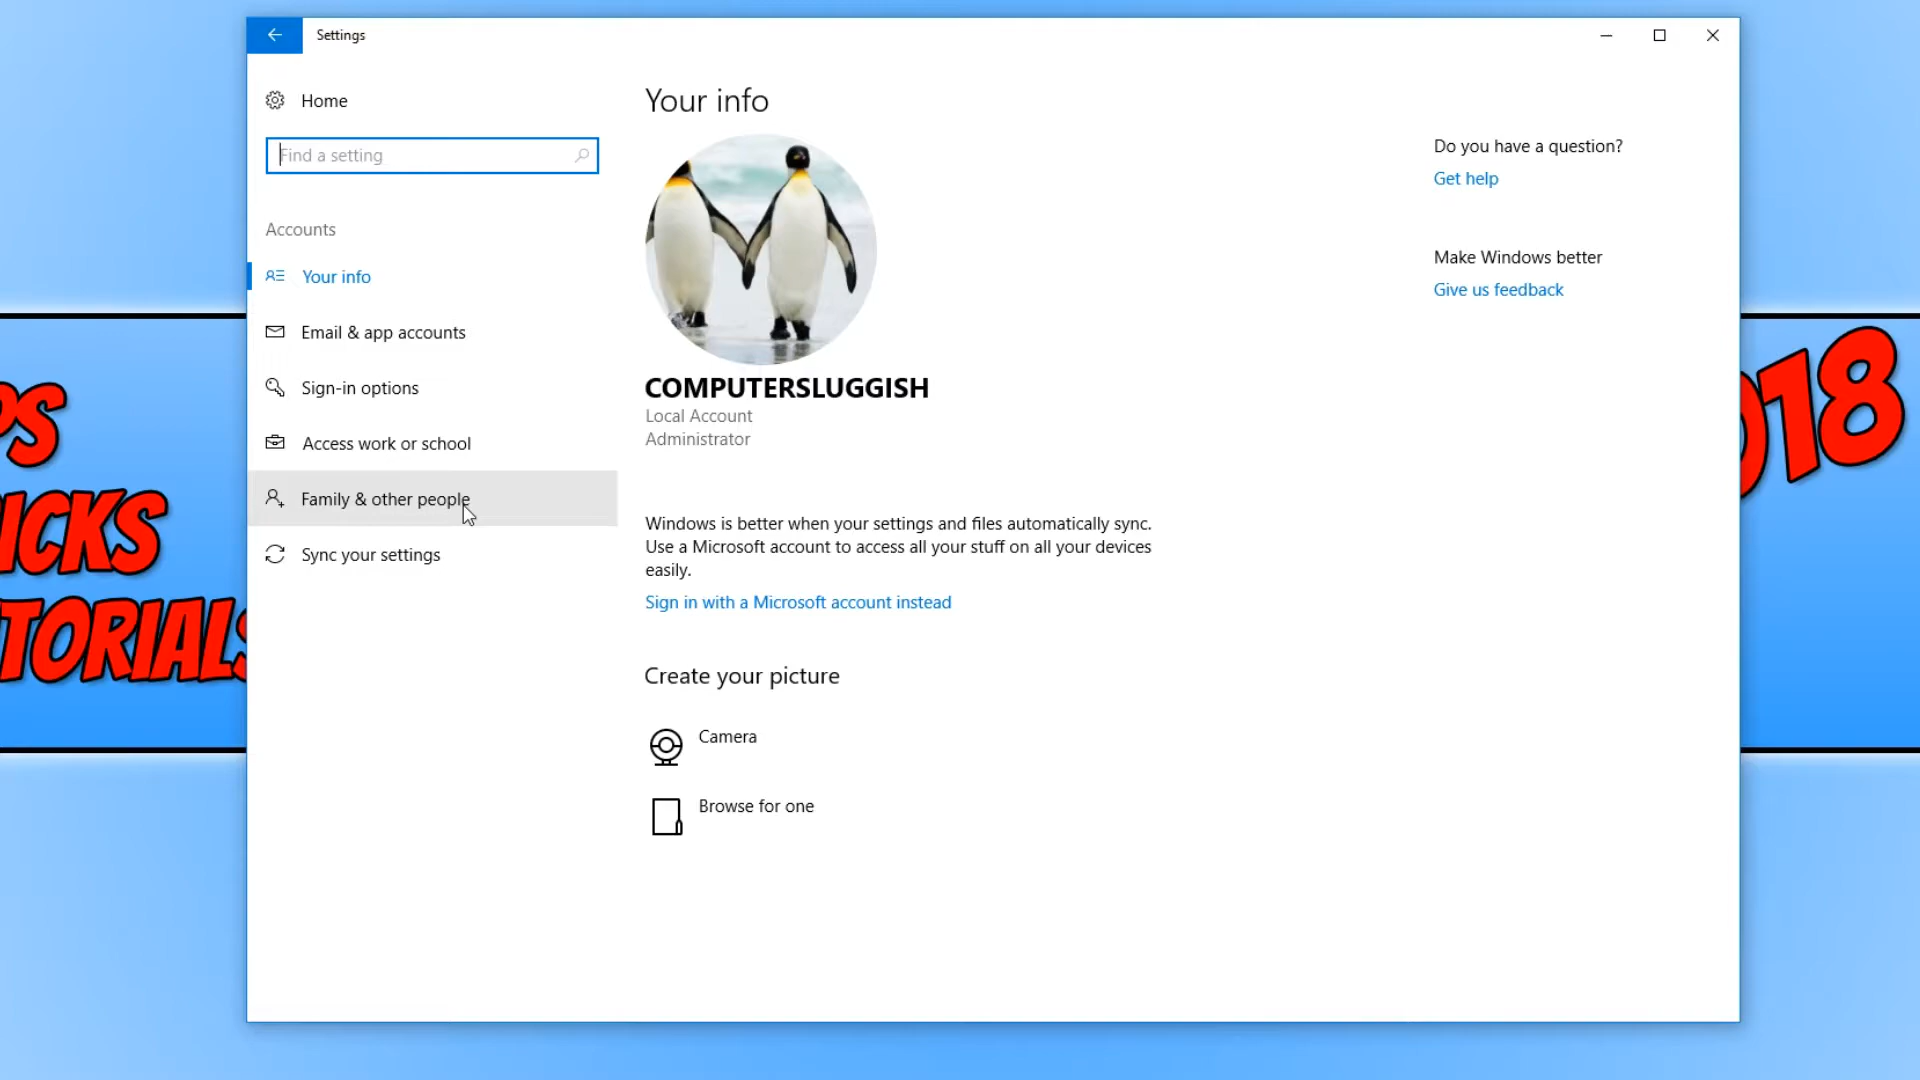 Settings
Home
Find a setting
Accounts
Your info
Email & app accounts
Sign-in options
Access work or school
Family & other people
Sync your settings
Your info
COMPUTERSLUGGISH
Local Account
Administrator
Windows is better when your settings and files automatically sync.
Use a Microsoft account to access all your stuff on all your devices
easily.
Sign in with a Microsoft account instead
Create your picture
Camera
Browse for one
Do you have a question?
Get help
Make Windows better
Give us feedback
PS
ICKS
TORIALS
018